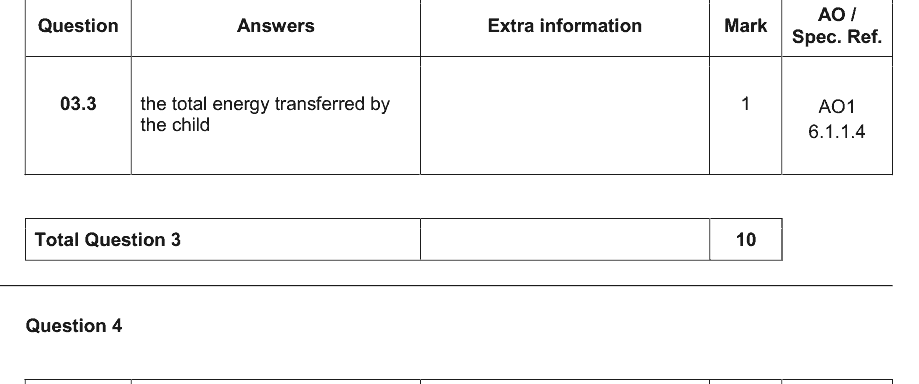 Question Answers Extra information Mark AO /
Spec. Ref.
03.3 the total energy transferred by
the child 1 AO1
6.1.1.4
Total Question 3 10
Question 4